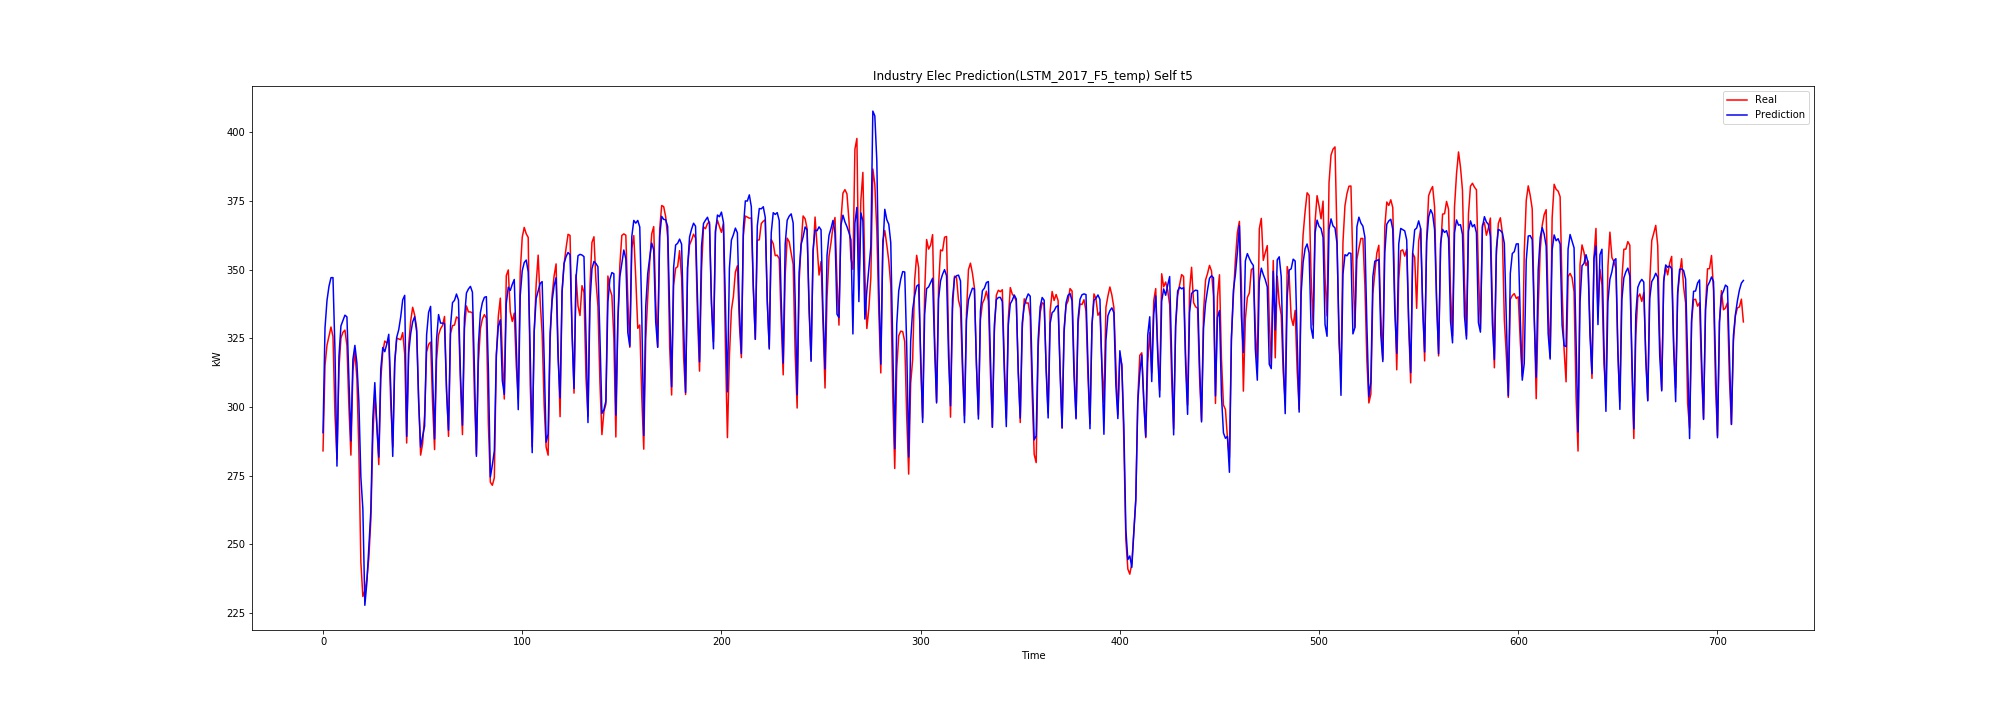 Industry Elec Prediction(LSTM_2017_F5_temp) Self t5
Real
Prediction
400
375
350
325
300
275
250
225
kW
0 100 200 300 400 500 600 700
Time